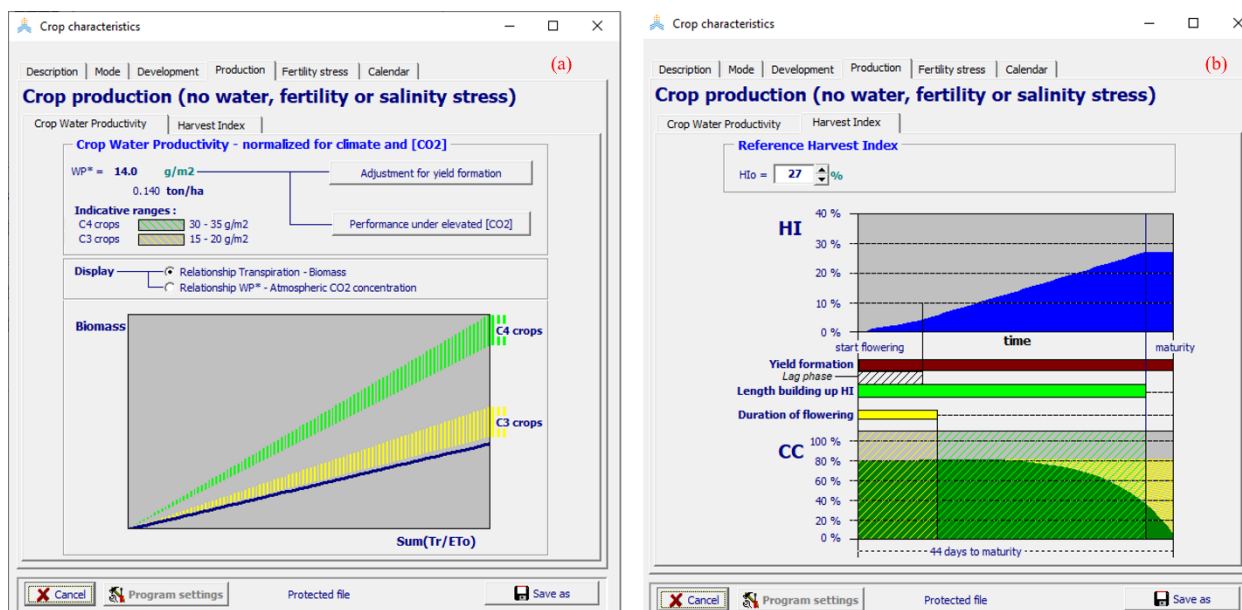 Crop characteristics
(a)
Description Mode Development Production Fertility stress Calendar
Crop production (no water, fertility or salinity stress)
Crop Water Productivity Harvest Index
Crop Water Productivity - normalized for climate and [CO2]
WP* = 14.0 g/m2 Adjustment for yield formation
0.140 ton/ha
Indicative ranges :
C4 crops 30 - 35 g/m2 Performance under elevated [CO2]
C3 crops 15 - 20 g/m2
Display Relationship Transpiration - Biomass
Relationship WP* - Atmospheric CO2 concentration
Biomass
C4 crops
C3 crops
Sum(Tr/ETo)
Cancel Program settings Protected file Save as
Crop characteristics
(b)
Description Mode Development Production Fertility stress Calendar
Crop production (no water, fertility or salinity stress)
Crop Water Productivity Harvest Index
Reference Harvest Index
HIo = 27 %
HI
40 %
30 %
20 %
10 %
0 %
start flowering time maturity
Yield formation
Lag phase
Length building up HI
Duration of flowering
CC
100 %
80 %
60 %
40 %
20 %
0 %
44 days to maturity
Cancel Program settings Protected file Save as